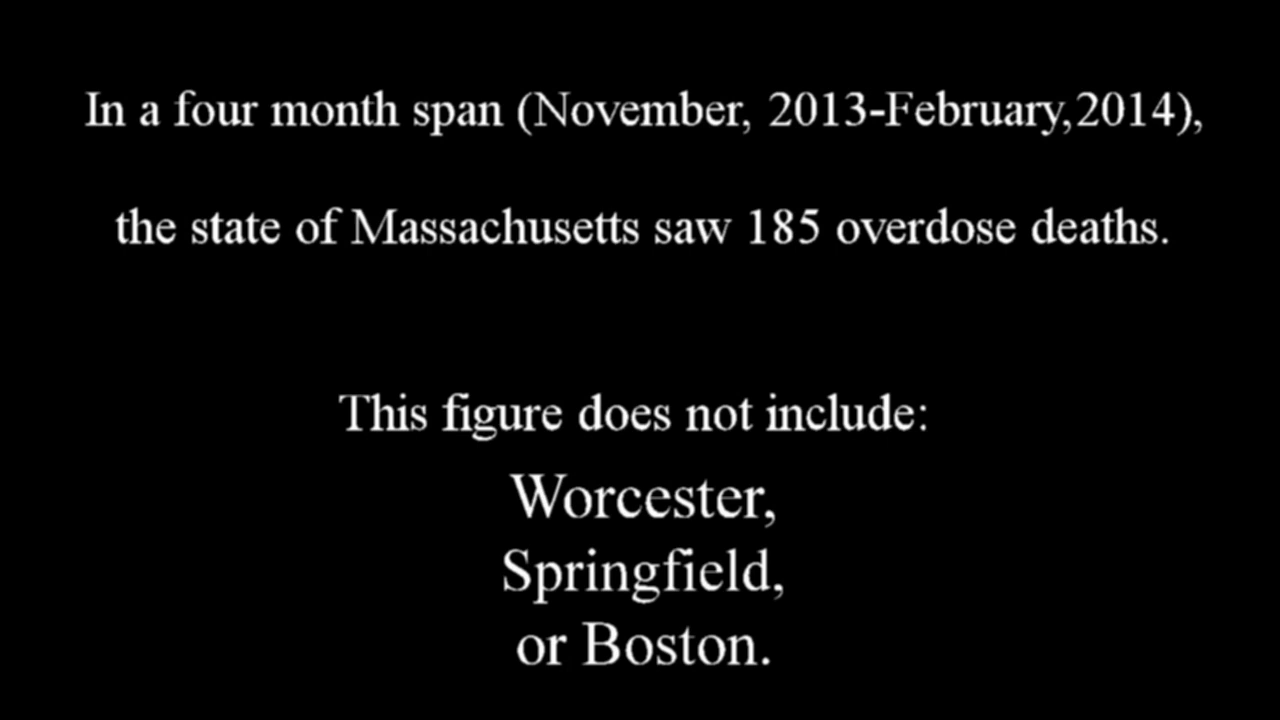 In a four month span (November, 2013-February,2014),
the state of Massachusetts saw 185 overdose deaths.
This figure does not include:
Worcester,
Springfield,
or Boston.